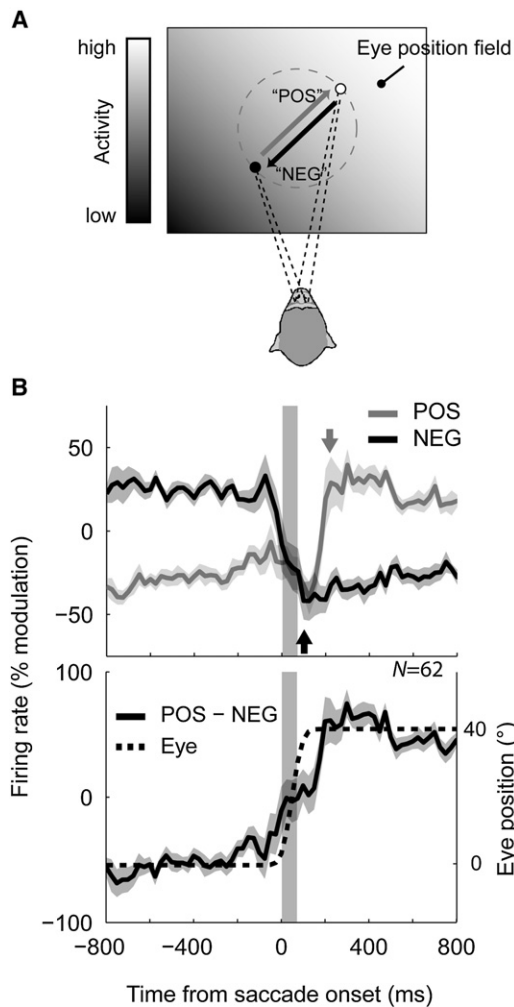 A
high
Activity
low
Eye position field
"POS"
"NEG"
B
POS
NEG
50
0
−50
Firing rate (% modulation)
N=62
POS − NEG
Eye
100
0
−100
40
0
Eye position (°)
−800
−400
0
400
800
Time from saccade onset (ms)